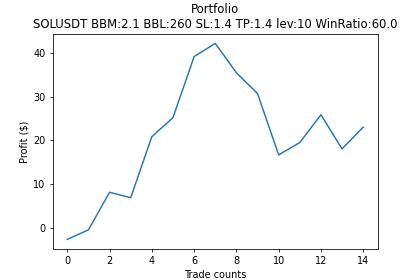 Portfolio
SOLUSDT BBM:2.1 BBL:260 SL:1.4 TP:1.4 lev:10 WinRatio:60.0
40
30
20
10
0
Profit ($)
0 2 4 6 8 10 12 14
Trade counts